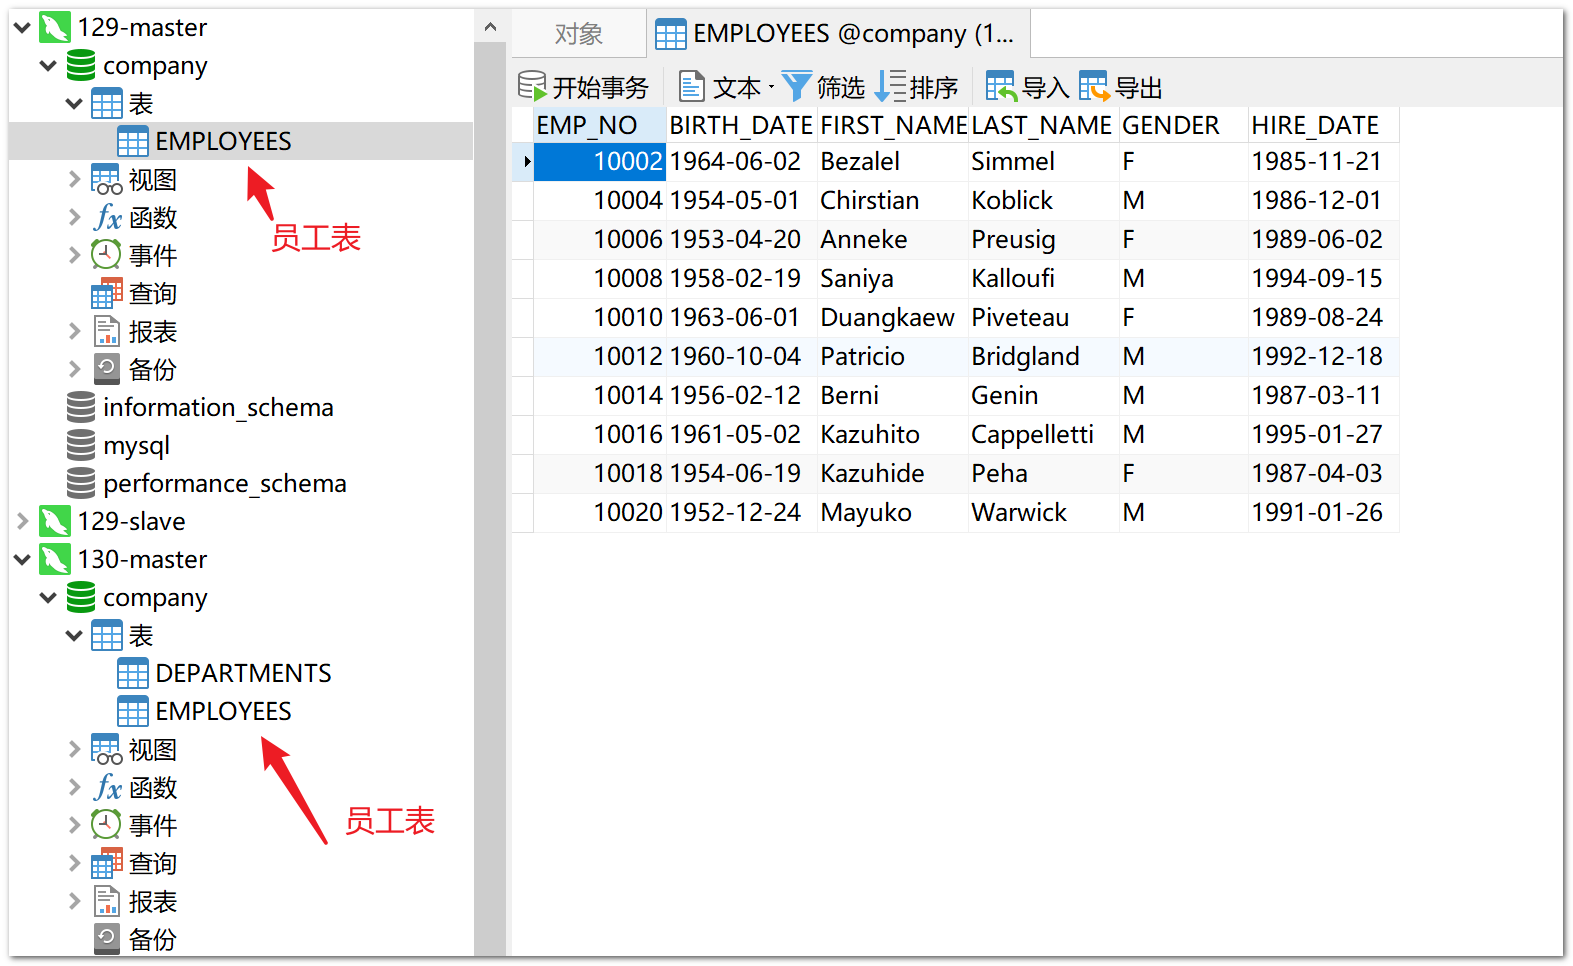 129-master
company
表
EMPLOYEES
视图
员工表
函数
事件
查询
报表
备份
information_schema
mysql
performance_schema
129-slave
130-master
company
表
DEPARTMENTS
EMPLOYEES
视图
函数
员工表
事件
查询
报表
备份
对象 EMPLOYEES @company (1...
开始事务 文本 筛选 排序 导入 导出
EMP_NO BIRTH_DATE FIRST_NAME LAST_NAME GENDER HIRE_DATE
10002 1964-06-02 Bezalel Simmel F 1985-11-21
10004 1954-05-01 Chirstian Koblick M 1986-12-01
10006 1953-04-20 Anneke Preusig F 1989-06-02
10008 1958-02-19 Saniya Kalloufi M 1994-09-15
10010 1963-06-01 Duangkaew Piveteau F 1989-08-24
10012 1960-10-04 Patricio Bridgland M 1992-12-18
10014 1956-02-12 Berni Genin M 1987-03-11
10016 1961-05-02 Kazuhito Cappelletti M 1995-01-27
10018 1954-06-19 Kazuhide Peha F 1987-04-03
10020 1952-12-24 Mayuko Warwick M 1991-01-26